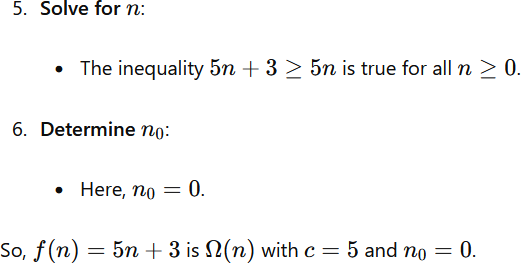 5. Solve for n:
• The inequality 5n + 3 ≥ 5n is true for all n ≥ 0.
6. Determine n₀:
• Here, n₀ = 0.
So, f(n) = 5n + 3 is Ω(n) with c = 5 and n₀ = 0.